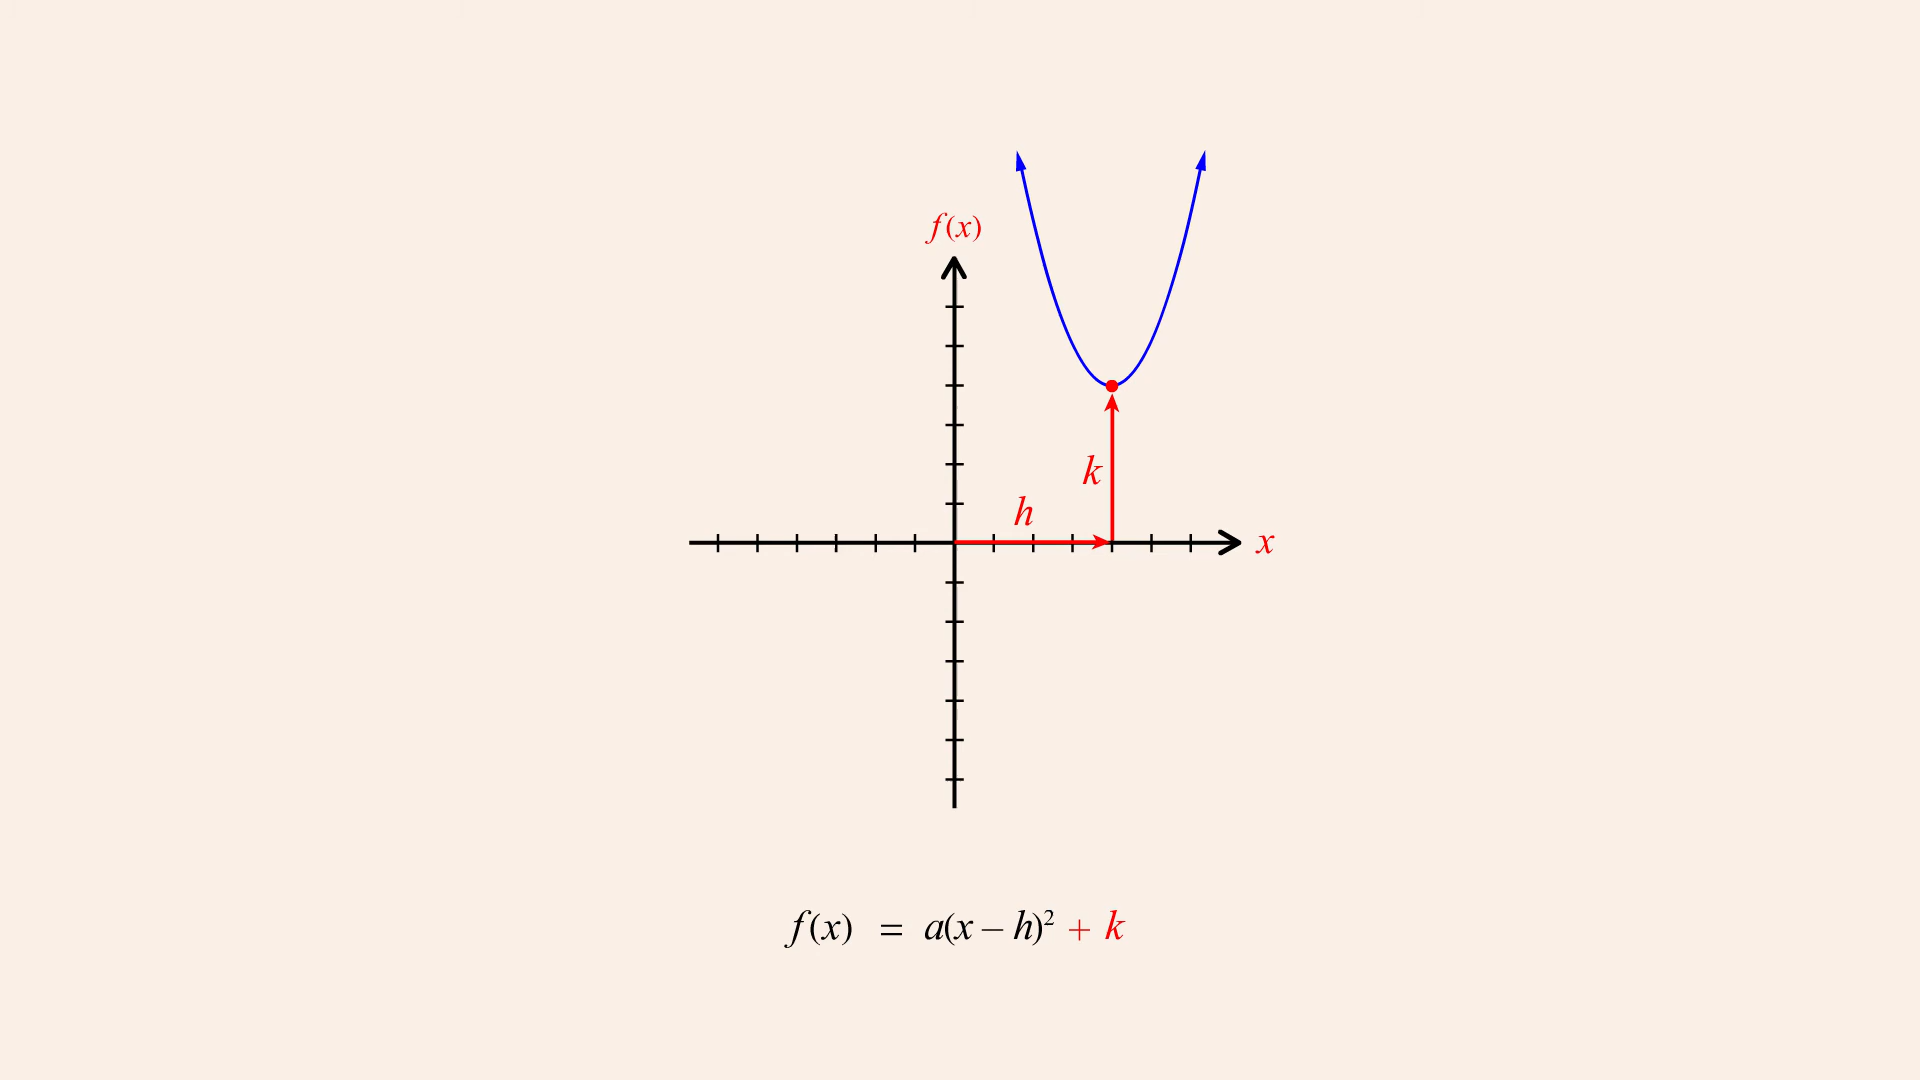 f(x)
k
h
x
f(x) = a(x – h)² + k